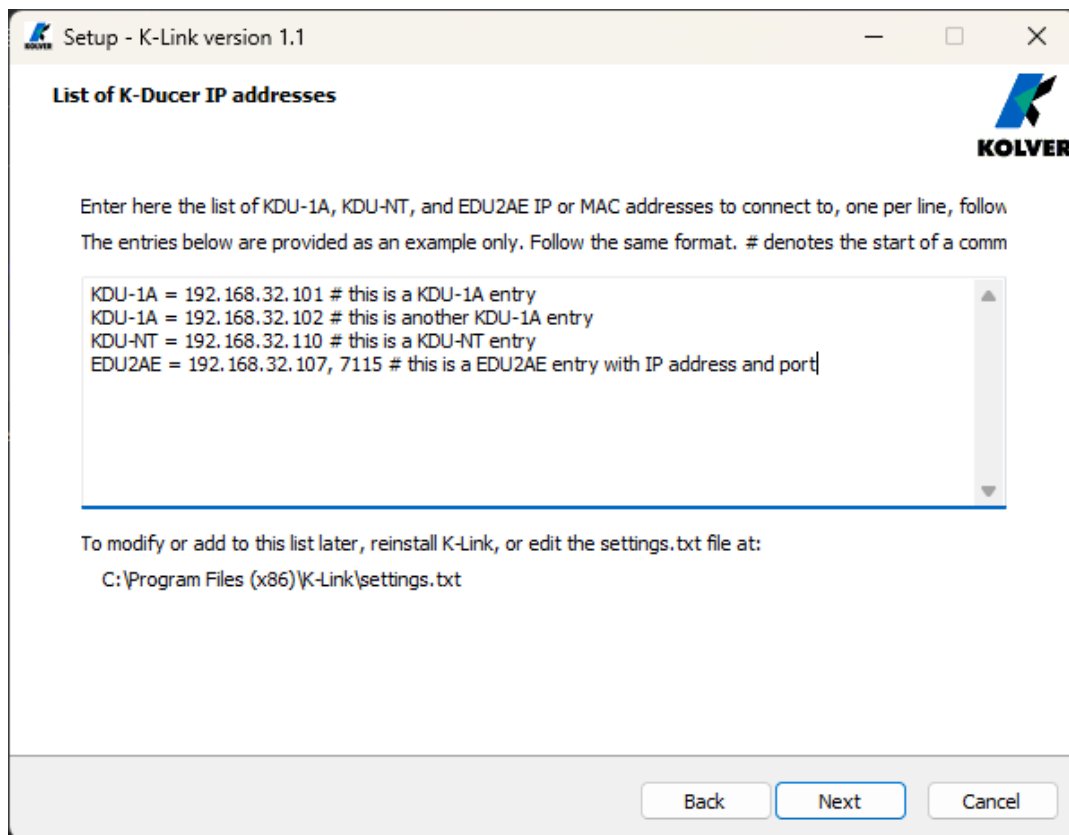 Setup - K-Link version 1.1
List of K-Ducer IP addresses
KOLVER
Enter here the list of KDU-1A, KDU-NT, and EDU2AE IP or MAC addresses to connect to, one per line, follow
The entries below are provided as an example only. Follow the same format. # denotes the start of a comm
KDU-1A = 192.168.32.101 # this is a KDU-1A entry
KDU-1A = 192.168.32.102 # this is another KDU-1A entry
KDU-NT = 192.168.32.110 # this is a KDU-NT entry
EDU2AE = 192.168.32.107, 7115 # this is a EDU2AE entry with IP address and port
To modify or add to this list later, reinstall K-Link, or edit the settings.txt file at:
C:\Program Files (x86)\K-Link\settings.txt
Back Next Cancel